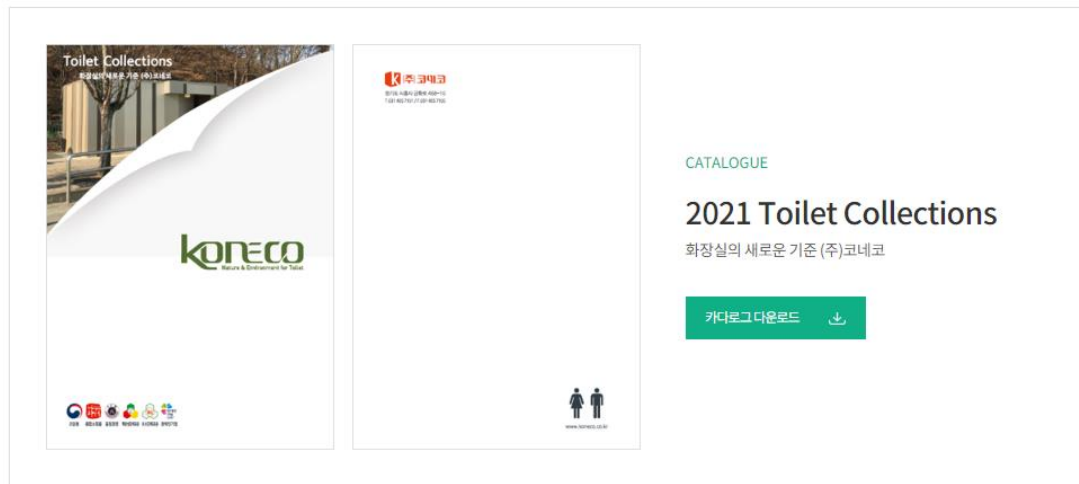 Toilet Collections
화장실의 새로운 기준 (주)코네코
koneco
Nature & Environment for Toilet
(주)코네코
www.koneco.co.kr
CATALOGUE
2021 Toilet Collections
화장실의 새로운 기준 (주)코네코
카다로그 다운로드